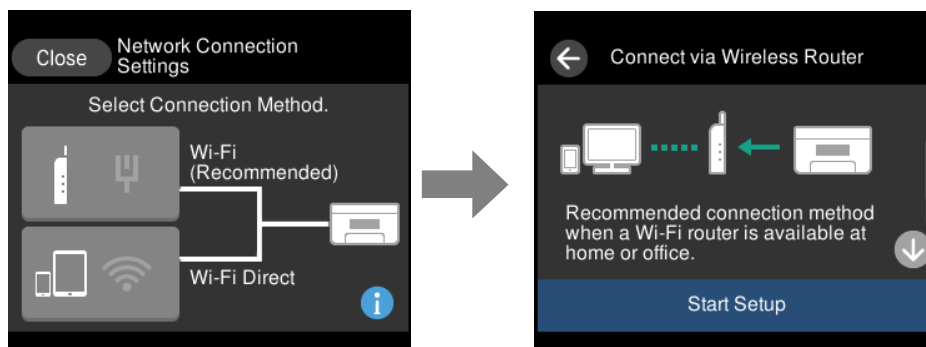 Close
Network Connection
Settings
Select Connection Method.
Wi-Fi
(Recommended)
Wi-Fi Direct
i
Connect via Wireless Router
Recommended connection method
when a Wi-Fi router is available at
home or office.
Start Setup